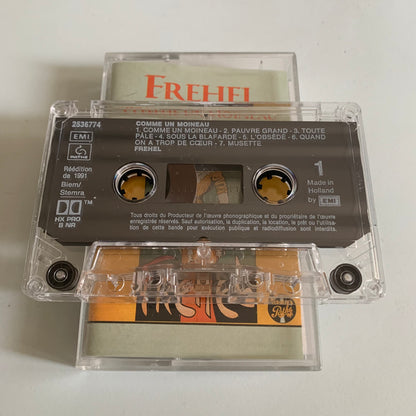 FREHEL
2536774
COMME UN MOINEAU
1. COMME UN MOINEAU - 2. PAUVRE GRAND - 3. TOUTE
PÂLE - 4. SOUS LA BLAFARDE - 5. L'OBSÉDÉ - 6. QUAND
ON A TROP DE CŒUR - 7. MUSETTE
FREHEL
EMI
PATHE
Réédition
de 1991
Biem/
Stemra
HX PRO
B NR
1
Made in
Holland
by EMI
Tous droits du Producteur de l'œuvre phonographique et du propriétaire de l'œuvre
enregistrée réservés. Sauf autorisation, la duplication, la location, le prêt ou l'utilisa-
tion de cette bande pour exécution publique et radiodiffusion sont interdits.